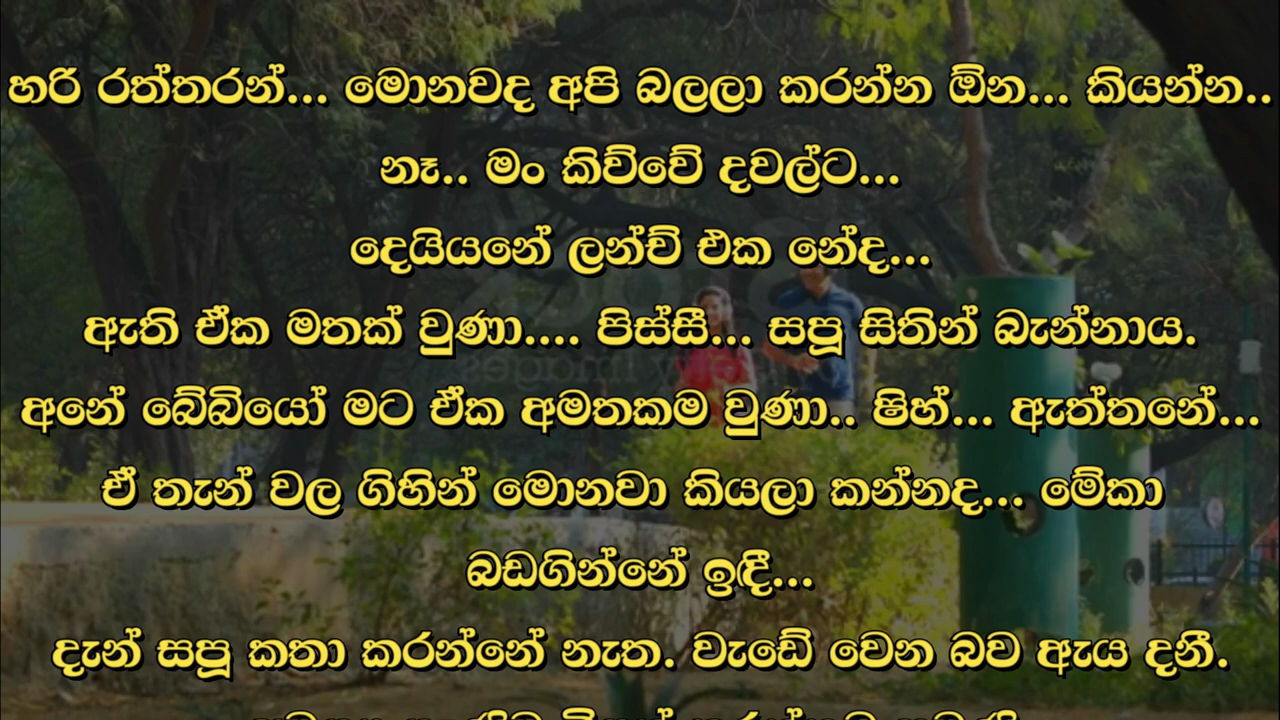 හරි රත්තරන්... මොනවද අපි බලලා කරන්න ඕන... කියන්න..
නෑ.. මං කිව්වේ දවල්ට...
දෙයියනේ ලන්ච් එක නේද...
ඇති ඒක මතක් වුණා.... පිස්සී... සපූ සිතින් බැන්නාය.
අනේ බේබියෝ මට ඒක අමතකම වුණා.. ෂිහ්... ඇත්තනේ...
ඒ තැන් වල ගිහින් මොනවා කියලා කන්නද... මේකා
බඩගින්නේ ඉඳී...
දැන් සපූ කතා කරන්නේ නැත. වැඩේ වෙන බව ඇය දනී.